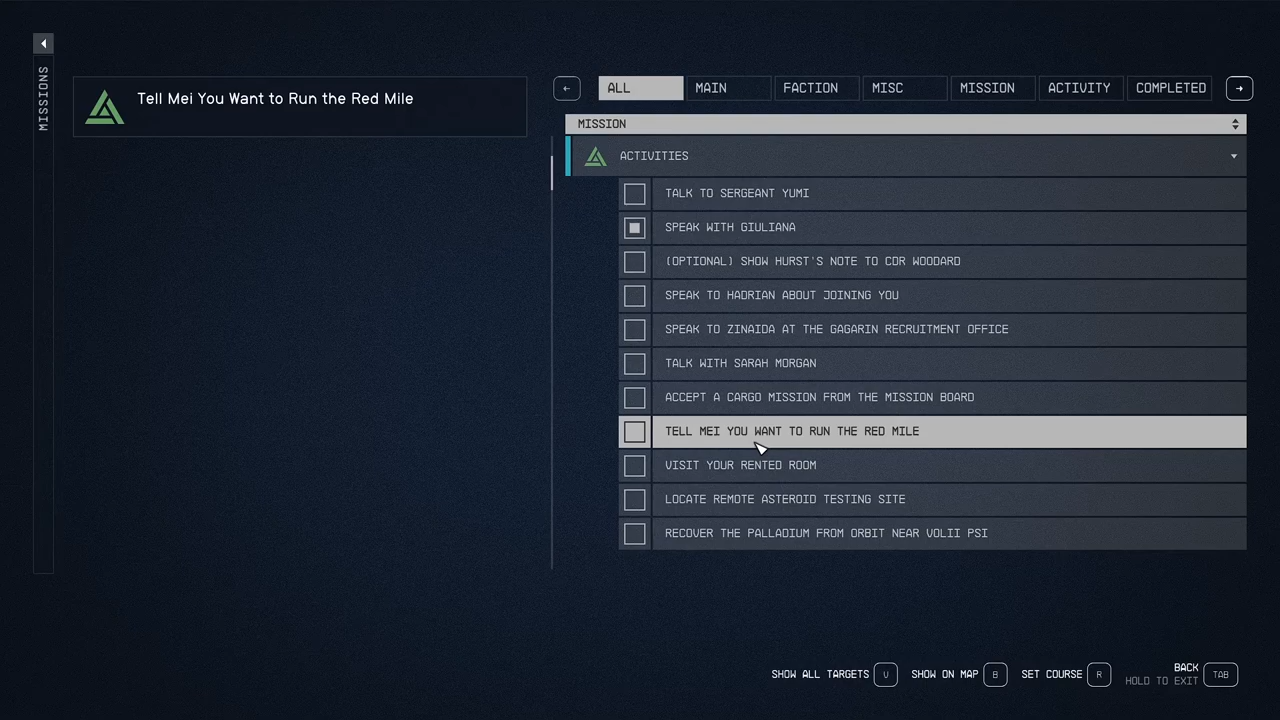 MISSIONS
Tell Mei You Want to Run the Red Mile
ALL MAIN FACTION MISC MISSION ACTIVITY COMPLETED
MISSION
ACTIVITIES
TALK TO SERGEANT YUMI
SPEAK WITH GIULIANA
(OPTIONAL) SHOW HURST'S NOTE TO CDR WOODARD
SPEAK TO HADRIAN ABOUT JOINING YOU
SPEAK TO ZINAIDA AT THE GAGARIN RECRUITMENT OFFICE
TALK WITH SARAH MORGAN
ACCEPT A CARGO MISSION FROM THE MISSION BOARD
TELL MEI YOU WANT TO RUN THE RED MILE
VISIT YOUR RENTED ROOM
LOCATE REMOTE ASTEROID TESTING SITE
RECOVER THE PALLADIUM FROM ORBIT NEAR VOLII PSI
SHOW ALL TARGETS V SHOW ON MAP B SET COURSE R BACK TAB
HOLD TO EXIT